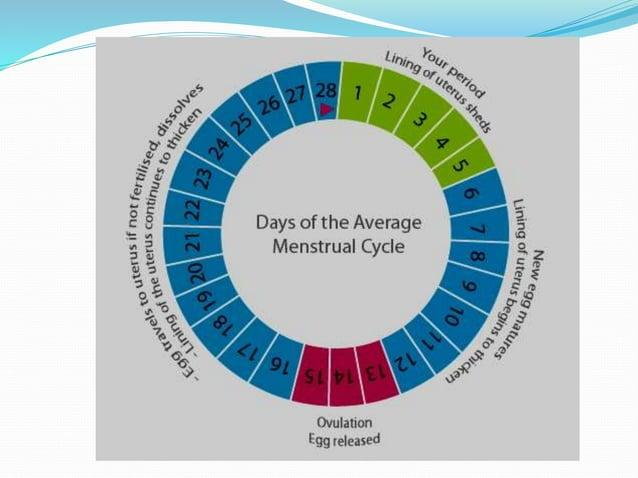 Your period
Lining of uterus sheds
1
2
3
4
5
6
7
8
9
10
11
12
13
14
15
16
17
18
19
20
21
22
23
24
25
26
27
28
New egg matures
Lining of uterus begins to thicken
Ovulation
Egg released
- Egg travels to uterus if not fertilised, dissolves
- Lining of the uterus continues to thicken
Days of the Average
Menstrual Cycle